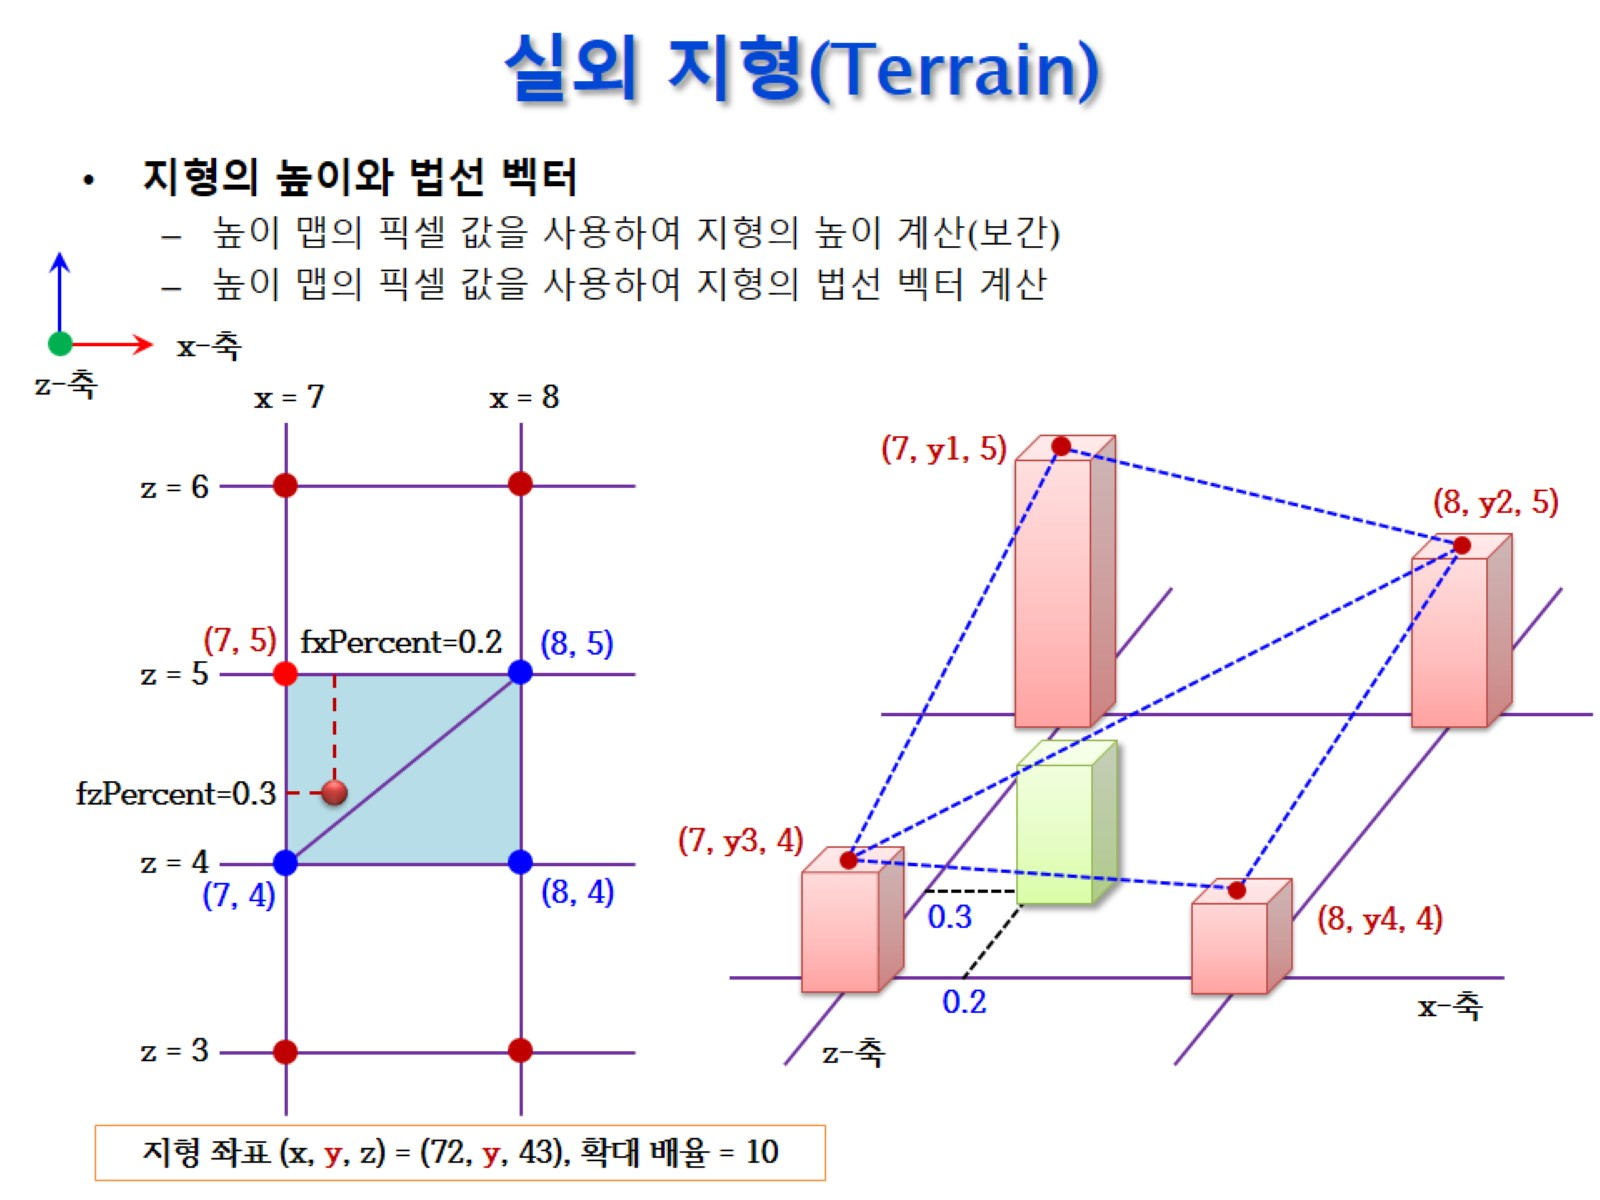 실외 지형(Terrain)
• 지형의 높이와 법선 벡터
– 높이 맵의 픽셀 값을 사용하여 지형의 높이 계산(보간)
– 높이 맵의 픽셀 값을 사용하여 지형의 법선 벡터 계산
x-축
z-축
x = 7
x = 8
z = 6
(7, 5)
fxPercent=0.2
(8, 5)
z = 5
fzPercent=0.3
z = 4
(7, 4)
(8, 4)
z = 3
(7, y1, 5)
(8, y2, 5)
(7, y3, 4)
0.3
(8, y4, 4)
0.2
x-축
z-축
지형 좌표 (x, y, z) = (72, y, 43), 확대 배율 = 10